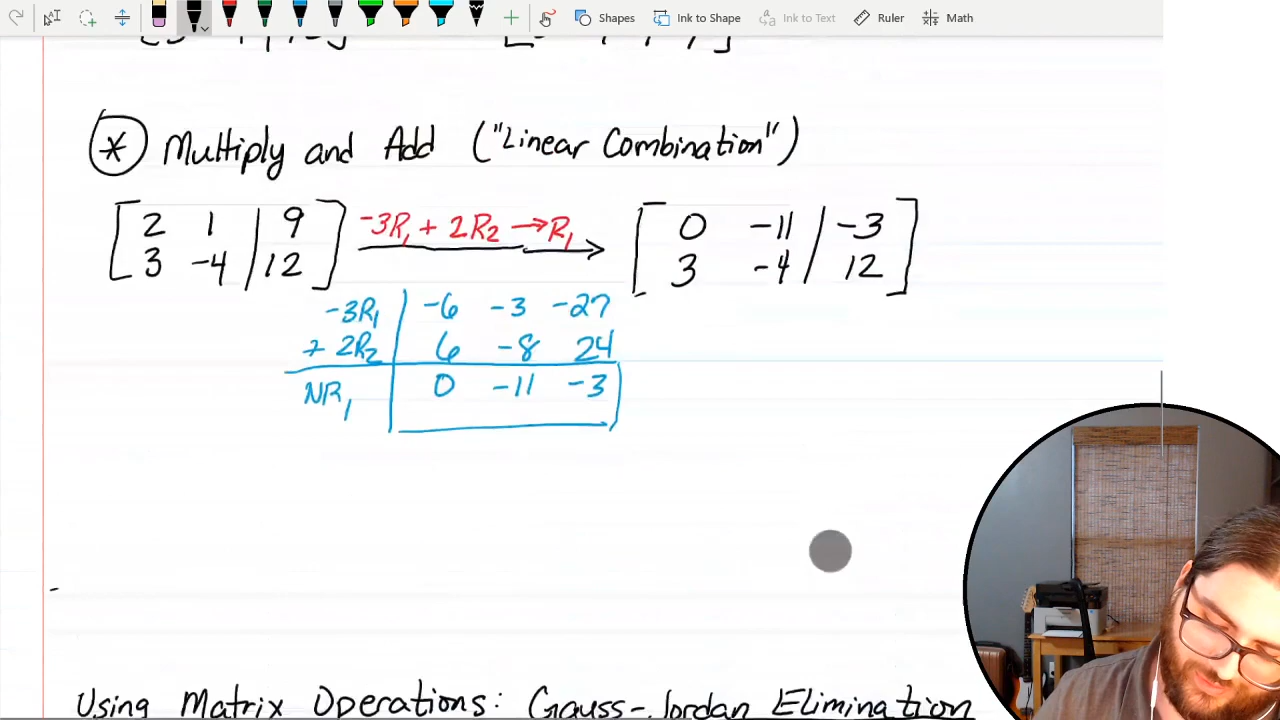 Shapes Ink to Shape Ink to Text Ruler Math
* Multiply and Add ("Linear Combination")
[2 1 | 9] -3R₁ + 2R₂ → R₁ [0 -11 | -3]
[3 -4 | 12] [3 -4 | 12]
-3R₁ | -6 -3 -27
+ 2R₂ | 6 -8 24
NR₁ | 0 -11 -3
Using Matrix Operations: Gauss-Jordan Elimination